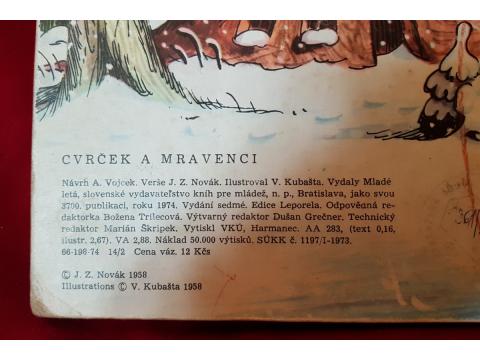 CVRČEK A MRAVENCI
Návrh A. Vojcek. Verše J. Z. Novák. Ilustroval V. Kubašta. Vydaly Mladé
letá, slovenské vydavateľstvo kníh pre mládež, n. p., Bratislava, jako svou
3700. publikaci, roku 1974. Vydání sedmé. Edice Leporela. Odpovědná re-
daktorka Božena Trilecová. Výtvarný redaktor Dušan Grečner. Technický
redaktor Marián Škripek. Vytiskl VKÚ, Harmanec. AA 283, (text 0,16,
ilustr. 2,67). VA 2,88. Náklad 50.000 výtisků. SÚKK č. 1197/I-1973.
66-198-74 14/2 Cena váz. 12 Kčs
© J. Z. Novák 1958
Illustrations © V. Kubašta 1958